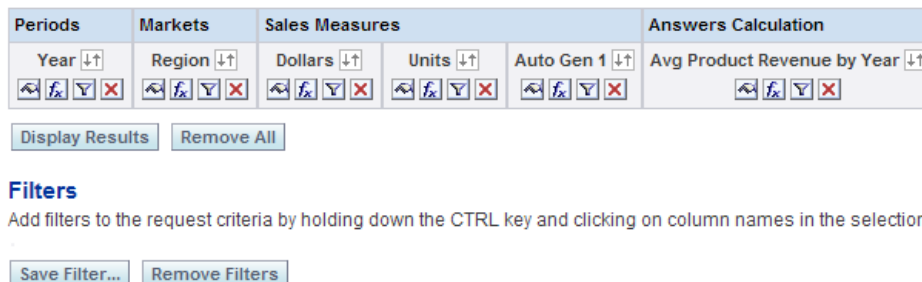 Periods Markets Sales Measures Answers Calculation
Year Region Dollars Units Auto Gen 1 Avg Product Revenue by Year
Display Results Remove All
Filters
Add filters to the request criteria by holding down the CTRL key and clicking on column names in the selection
Save Filter... Remove Filters